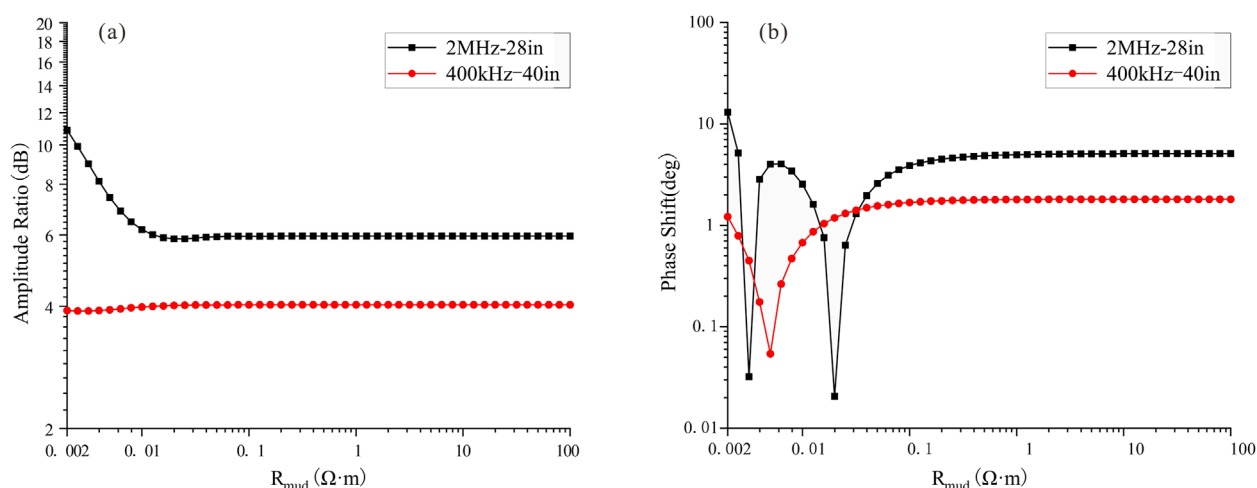 (a)
2MHz-28in
400kHz-40in
Amplitude Ratio (dB)
20
18
16
14
12
10
8
6
4
2
0.002
0.01
0.1
1
10
100
Rmud (Ω·m)
(b)
2MHz-28in
400kHz-40in
Phase Shift(deg)
100
10
1
0.1
0.01
0.002
0.01
0.1
1
10
100
Rmud (Ω·m)